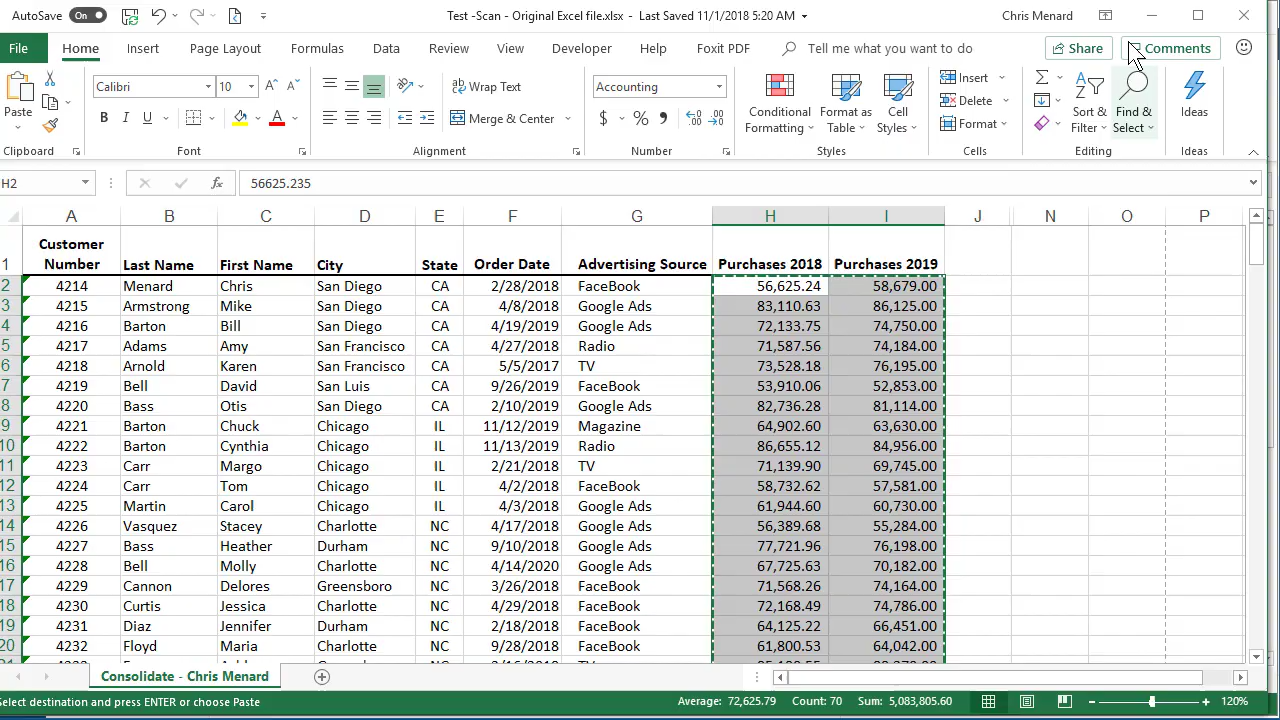 AutoSave On Test -Scan - Original Excel file.xlsx - Last Saved 11/1/2018 5:20 AM Chris Menard
File Home Insert Page Layout Formulas Data Review View Developer Help Foxit PDF Tell me what you want to do Share Comments
Paste Calibri 10 Wrap Text Accounting Conditional Formatting Format as Table Cell Styles Insert Sort & Filter Find & Select Ideas
B I U Merge & Center $ % Delete
Format
Clipboard Font Alignment Number Styles Cells Editing Ideas
H2 fx 56625.235
A B C D E F G H I J N O P
1 Customer Number Last Name First Name City State Order Date Advertising Source Purchases 2018 Purchases 2019
2 4214 Menard Chris San Diego CA 2/28/2018 FaceBook 56,625.24 58,679.00
3 4215 Armstrong Mike San Diego CA 4/8/2018 Google Ads 83,110.63 86,125.00
4 4216 Barton Bill San Diego CA 4/19/2019 Google Ads 72,133.75 74,750.00
5 4217 Adams Amy San Francisco CA 4/27/2018 Radio 71,587.56 74,184.00
6 4218 Arnold Karen San Francisco CA 5/5/2017 TV 73,528.18 76,195.00
7 4219 Bell David San Luis CA 9/26/2019 FaceBook 53,910.06 52,853.00
8 4220 Bass Otis San Diego CA 2/10/2019 Google Ads 82,736.28 81,114.00
9 4221 Barton Chuck Chicago IL 11/12/2019 Magazine 64,902.60 63,630.00
10 4222 Barton Cynthia Chicago IL 11/13/2019 Radio 86,655.12 84,956.00
11 4223 Carr Margo Chicago IL 2/21/2018 TV 71,139.90 69,745.00
12 4224 Carr Tom Chicago IL 4/2/2018 FaceBook 58,732.62 57,581.00
13 4225 Martin Carol Chicago IL 4/3/2018 Google Ads 61,944.60 60,730.00
14 4226 Vasquez Stacey Charlotte NC 4/17/2018 Google Ads 56,389.68 55,284.00
15 4227 Bass Heather Durham NC 9/10/2018 Google Ads 77,721.96 76,198.00
16 4228 Bell Molly Charlotte NC 4/14/2020 Google Ads 67,725.63 70,182.00
17 4229 Cannon Delores Greensboro NC 3/26/2018 FaceBook 71,568.26 74,164.00
18 4230 Curtis Jessica Charlotte NC 4/29/2018 FaceBook 72,168.49 74,786.00
19 4231 Diaz Jennifer Durham NC 2/18/2018 FaceBook 64,125.22 66,451.00
20 4232 Floyd Maria Charlotte NC 9/28/2018 FaceBook 61,800.53 64,042.00
Consolidate - Chris Menard
Select destination and press ENTER or choose Paste Average: 72,625.79 Count: 70 Sum: 5,083,805.60 120%